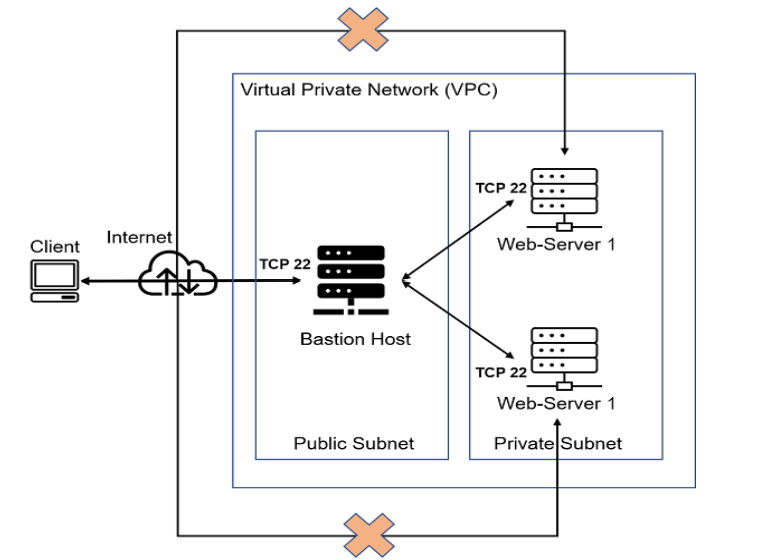 Virtual Private Network (VPC)
Internet
Client
TCP 22
Bastion Host
Public Subnet
TCP 22
Web-Server 1
TCP 22
Web-Server 1
Private Subnet